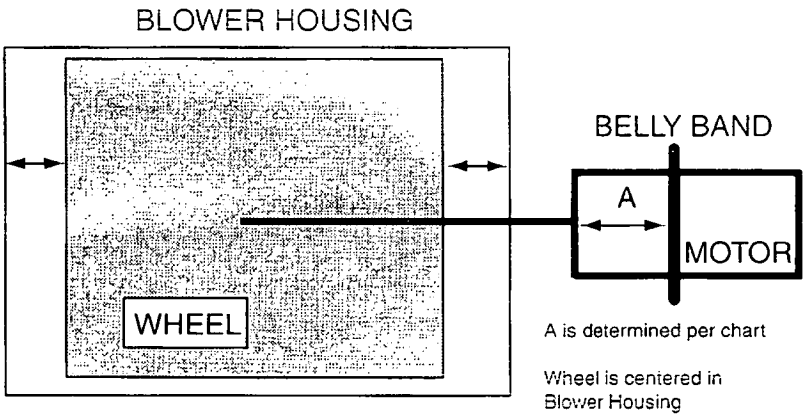 BLOWER HOUSING
BELLY BAND
A
MOTOR
WHEEL
A is determined per chart
Wheel is centered in
Blower Housing